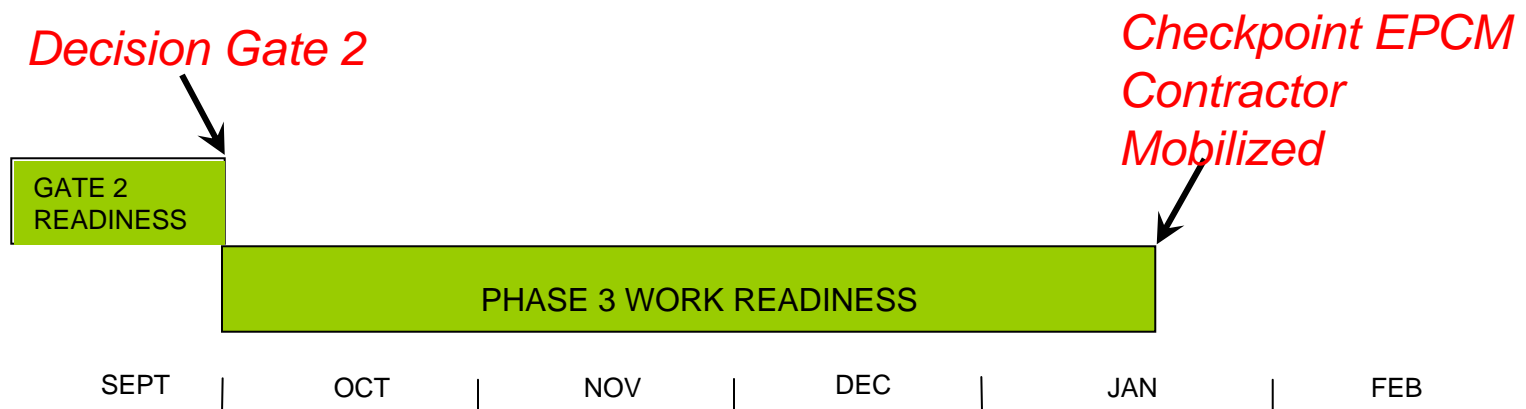 Decision Gate 2
Checkpoint EPCM
Contractor
Mobilized
GATE 2
READINESS
PHASE 3 WORK READINESS
SEPT
OCT
NOV
DEC
JAN
FEB